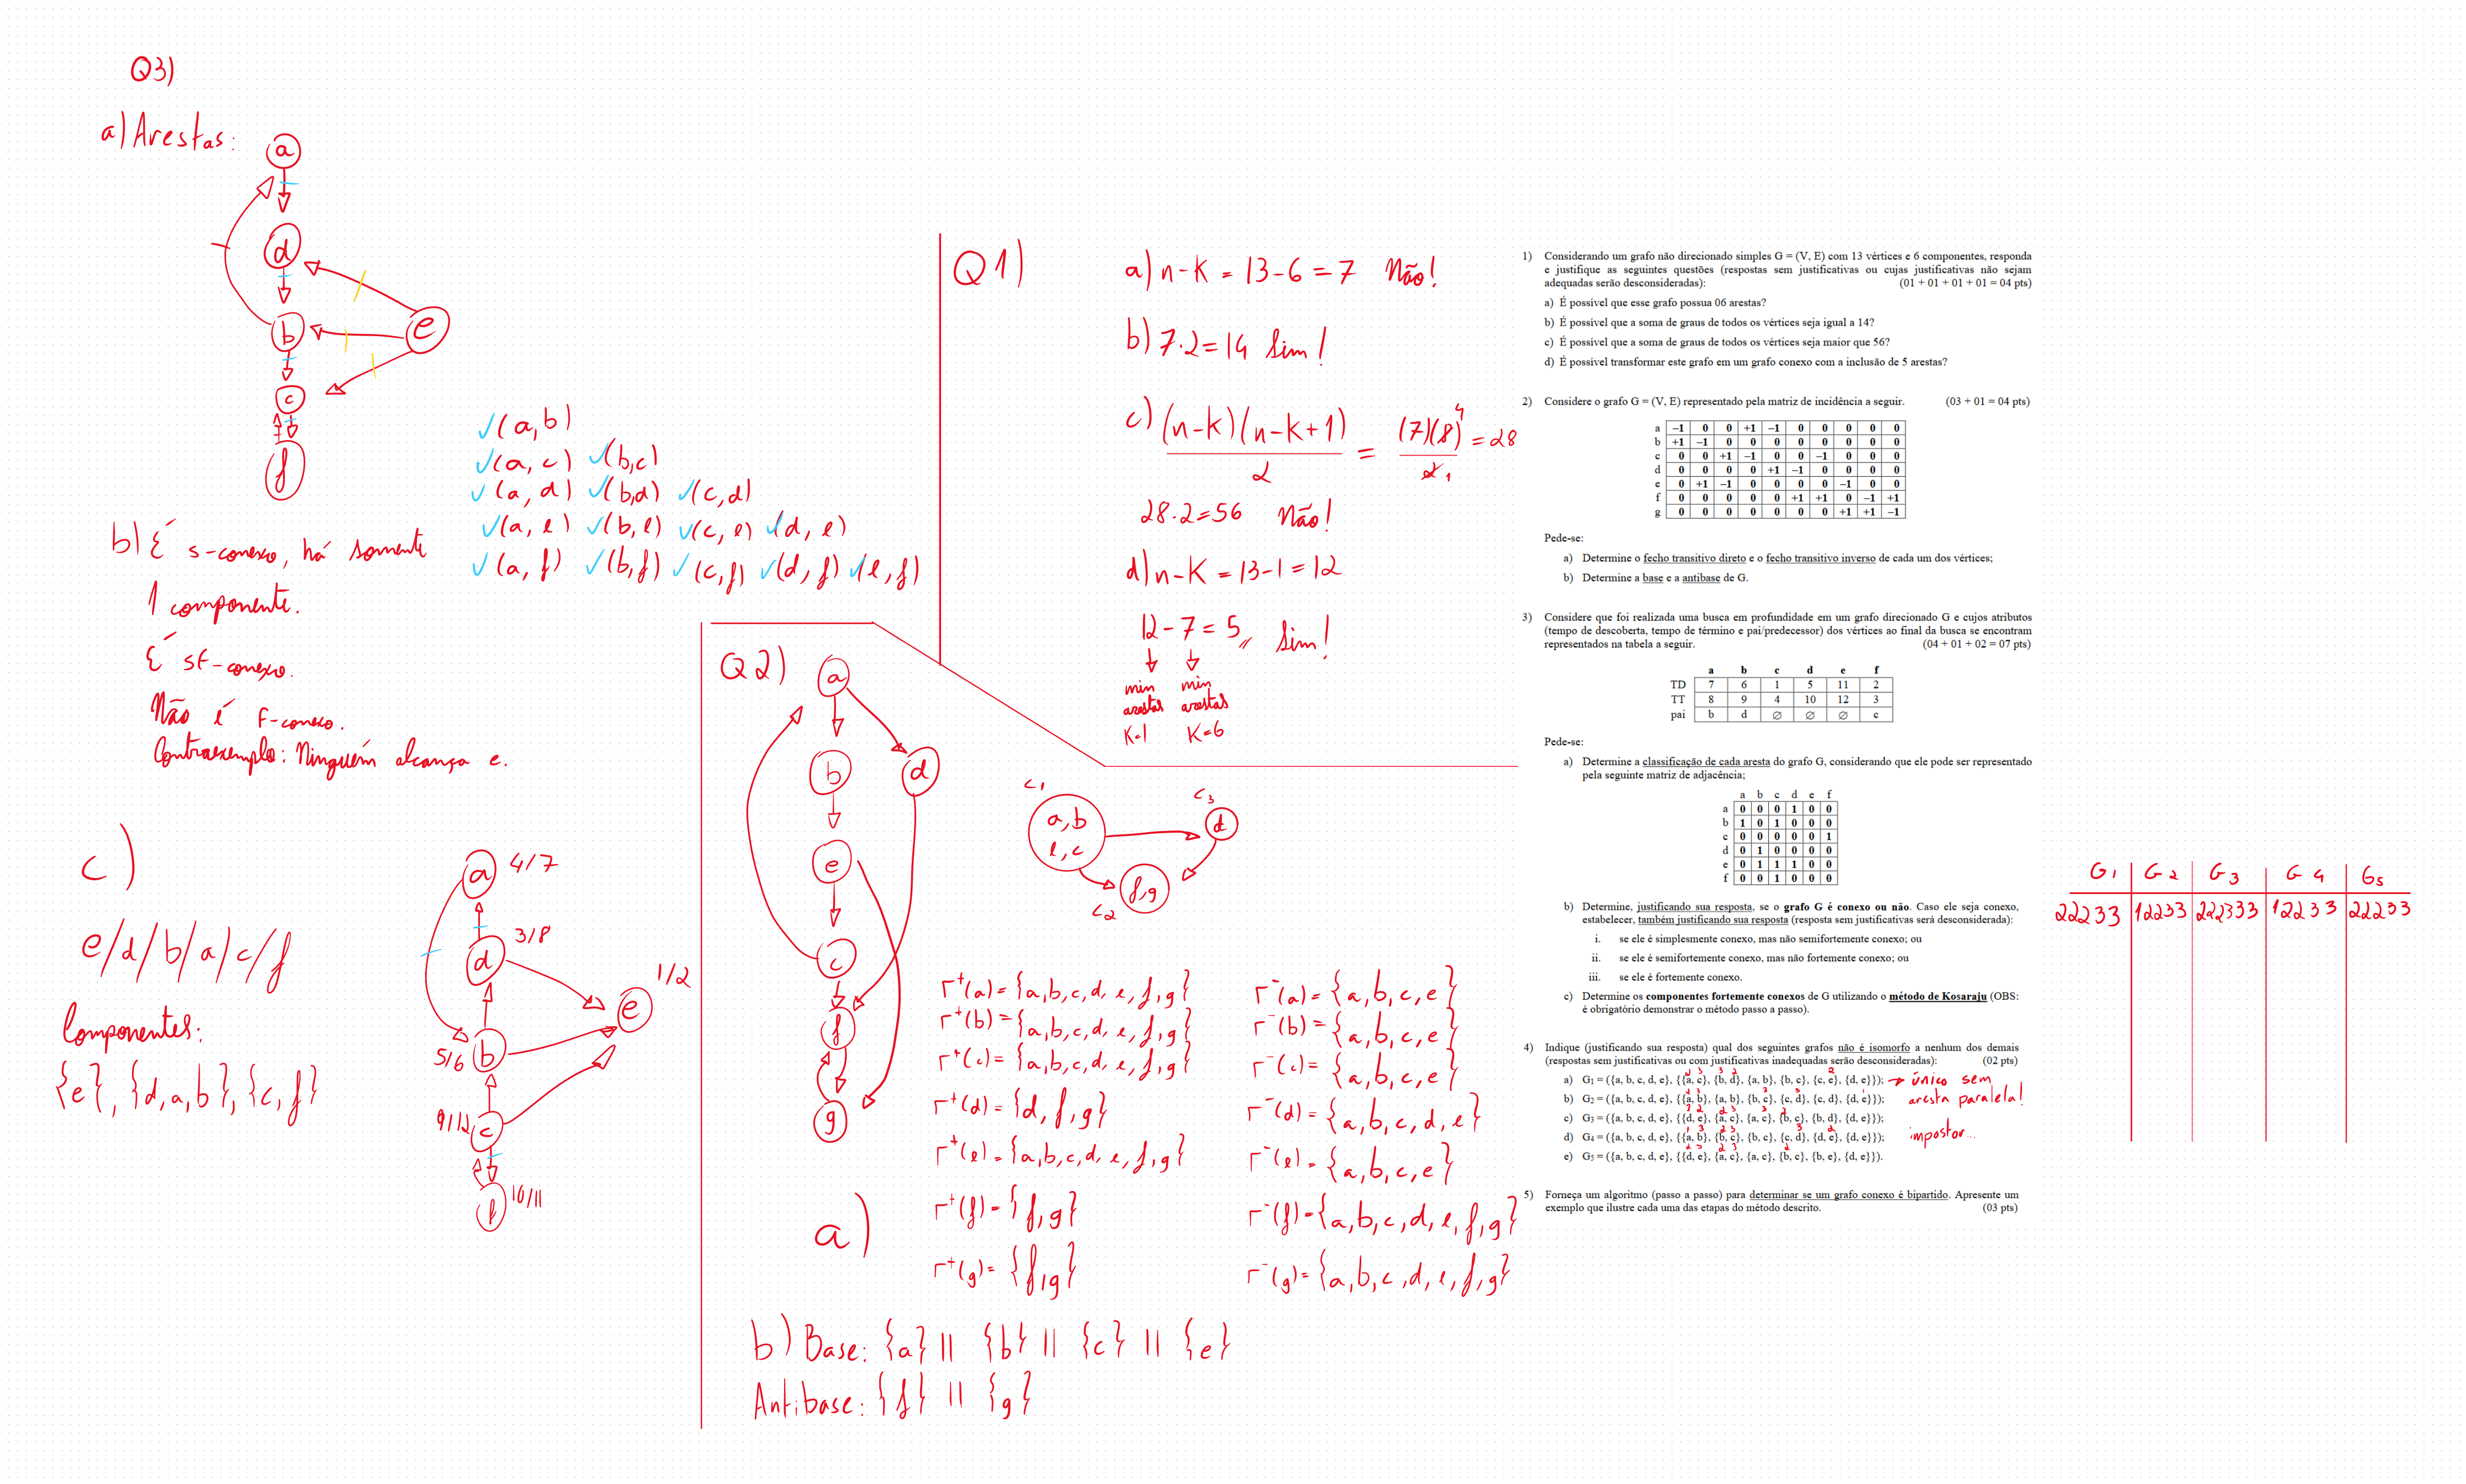 Q3)
a) Arestas:
a
d
b
e
c
f
✓(a,b)
✓(a,c) ✓(b,c)
✓(a,d) ✓(b,d) ✓(c,d)
✓(a,e) ✓(b,e) ✓(c,e) ✓(d,e)
✓(a,f) ✓(b,f) ✓(c,f) ✓(d,f) ✓(e,f)
b) É s-conexo, há somente
1 componente.
É sf-conexo.
Não é f-conexo.
Contraexemplo: Ninguém alcança e.
c)
e/d/b/a/c/f
Componentes:
{e}, {d,a,b}, {c,f}
a 4/7
d 3/8
e 1/2
5/6 b
9/12 c
f 10/11
Q1)
a) n-k = 13-6 = 7 Não!
b) 7.2=14 Sim!
c) (n-k)(n-k+1) / 2 = (7)(8) 4 / 2 1 = 28
28.2=56 Não!
d) n-k = 13-1 = 12
12-7 = 5 Sim!
min arestas K=1
min arestas K=6
Q2)
a
b
d
e
c
f
g
C1
a,b
e,c
C3
d
f,g
C2
a)
Γ+(a)= {a,b,c,d,e,f,g} Γ-(a)= {a,b,c,e}
Γ+(b)= {a,b,c,d,e,f,g} Γ-(b)= {a,b,c,e}
Γ+(c)= {a,b,c,d,e,f,g} Γ-(c)= {a,b,c,e}
Γ+(d)= {d,f,g} Γ-(d)= {a,b,c,d,e}
Γ+(e)= {a,b,c,d,e,f,g} Γ-(e)= {a,b,c,e}
Γ+(f)= {f,g} Γ-(f)= {a,b,c,d,e,f,g}
Γ+(g)= {f,g} Γ-(g)= {a,b,c,d,e,f,g}
b) Base: {a} || {b} || {c} || {e}
Antibase: {f} || {g}
1) Considerando um grafo não direcionado simples G = (V, E) com 13 vértices e 6 componentes, responda
e justifique as seguintes questões (respostas sem justificativas ou cujas justificativas não sejam
adequadas serão desconsideradas): (01 + 01 + 01 + 01 = 04 pts)
a) É possível que esse grafo possua 06 arestas?
b) É possível que a soma de graus de todos os vértices seja igual a 14?
c) É possível que a soma de graus de todos os vértices seja maior que 56?
d) É possível transformar este grafo em um grafo conexo com a inclusão de 5 arestas?
2) Considere o grafo G = (V, E) representado pela matriz de incidência a seguir. (03 + 01 = 04 pts)
a –1 0 0 +1 –1 0 0 0 0 0
b +1 –1 0 0 0 0 0 0 0 0
c 0 0 +1 –1 0 0 –1 0 0 0
d 0 0 0 0 +1 –1 0 0 0 0
e 0 +1 –1 0 0 0 0 –1 0 0
f 0 0 0 0 0 +1 +1 0 –1 +1
g 0 0 0 0 0 0 0 +1 +1 –1
Pede-se:
a) Determine o fecho transitivo direto e o fecho transitivo inverso de cada um dos vértices;
b) Determine a base e a antibase de G.
3) Considere que foi realizada uma busca em profundidade em um grafo direcionado G e cujos atributos
(tempo de descoberta, tempo de término e pai/predecessor) dos vértices ao final da busca se encontram
representados na tabela a seguir. (04 + 01 + 02 = 07 pts)
a b c d e f
TD 7 6 1 5 11 2
TT 8 9 4 10 12 3
pai b d ∅ ∅ ∅ c
Pede-se:
a) Determine a classificação de cada aresta do grafo G, considerando que ele pode ser representado
pela seguinte matriz de adjacência;
a b c d e f
a 0 0 0 1 0 0
b 1 0 1 0 0 0
c 0 0 0 0 0 1
d 0 1 0 0 0 0
e 0 1 1 1 0 0
f 0 0 1 0 0 0
b) Determine, justificando sua resposta, se o grafo G é conexo ou não. Caso ele seja conexo,
estabelecer, também justificando sua resposta (resposta sem justificativas será desconsiderada):
i. se ele é simplesmente conexo, mas não semifortemente conexo; ou
ii. se ele é semifortemente conexo, mas não fortemente conexo; ou
iii. se ele é fortemente conexo.
c) Determine os componentes fortemente conexos de G utilizando o método de Kosaraju (OBS:
é obrigatório demonstrar o método passo a passo).
4) Indique (justificando sua resposta) qual dos seguintes grafos não é isomorfo a nenhum dos demais
(respostas sem justificativas ou com justificativas inadequadas serão desconsideradas): (02 pts)
a) G1 = ({a, b, c, d, e}, {{a, c}, {b, d}, {a, b}, {b, c}, {c, e}, {d, e}}); → único sem
b) G2 = ({a, b, c, d, e}, {{a, b}, {a, b}, {b, c}, {c, d}, {c, d}, {d, e}}); aresta paralela!
c) G3 = ({a, b, c, d, e}, {{d, e}, {a, c}, {a, c}, {b, c}, {b, d}, {d, e}});
d) G4 = ({a, b, c, d, e}, {{a, b}, {b, c}, {b, c}, {c, d}, {d, e}, {d, e}}); impostor...
e) G5 = ({a, b, c, d, e}, {{d, e}, {a, c}, {a, c}, {b, c}, {b, e}, {d, e}}).
5) Forneça um algoritmo (passo a passo) para determinar se um grafo conexo é bipartido. Apresente um
exemplo que ilustre cada uma das etapas do método descrito. (03 pts)
G1 G2 G3 G4 G5
22233 12233 222333 12233 22233